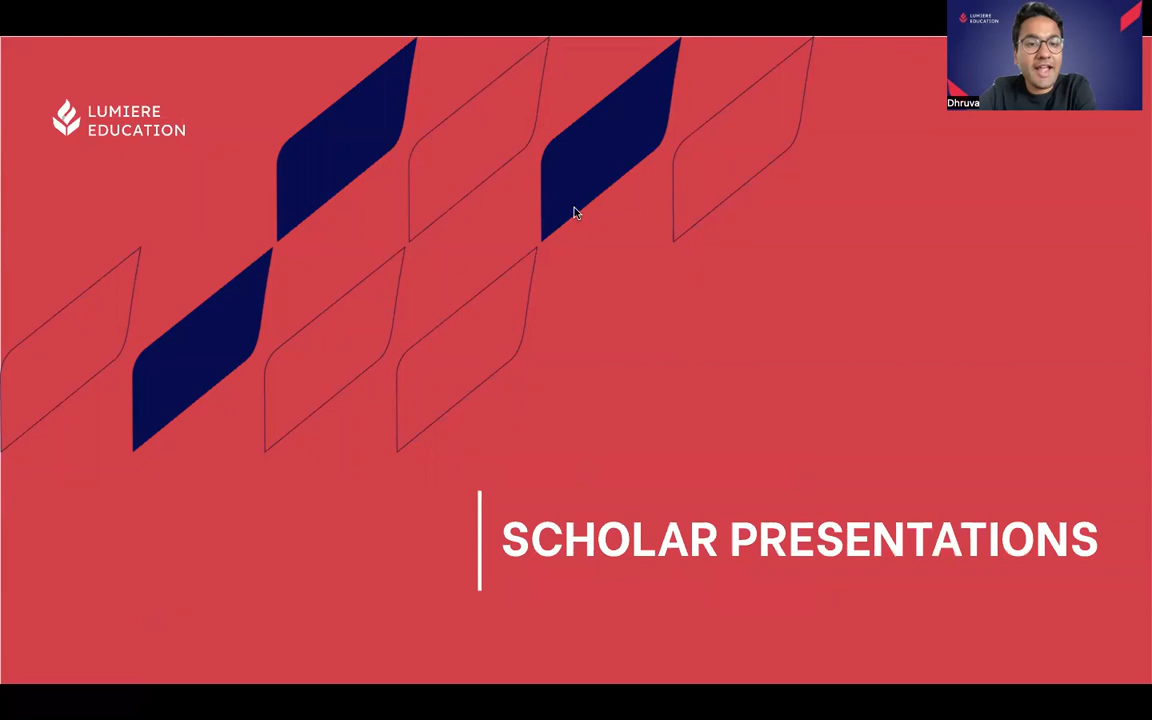 LUMIERE
EDUCATION
LUMIERE
EDUCATION
Dhruva
SCHOLAR PRESENTATIONS